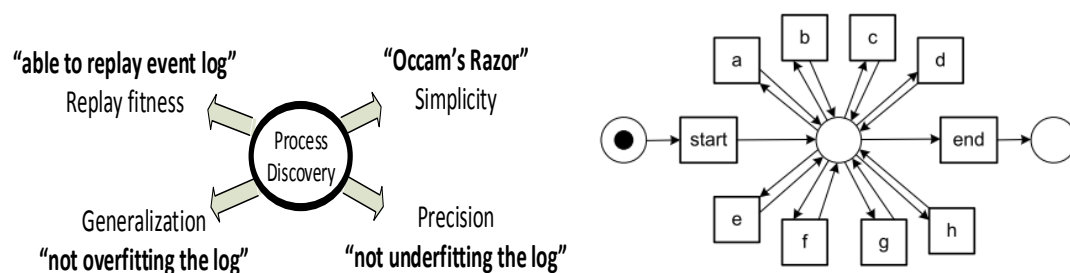 “able to replay event log”
Replay fitness
“Occam’s Razor”
Simplicity
Process
Discovery
Generalization
“not overfitting the log”
Precision
“not underfitting the log”
a
b
c
d
start
end
e
f
g
h